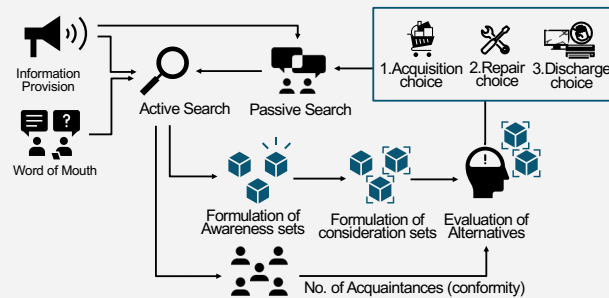 Information
Provision
Word of Mouth
Active Search
Passive Search
1.Acquisition
choice
2.Repair
choice
3.Discharge
choice
Formulation of
Awareness sets
Formulation of
consideration sets
Evaluation of
Alternatives
No. of Acquaintances (conformity)